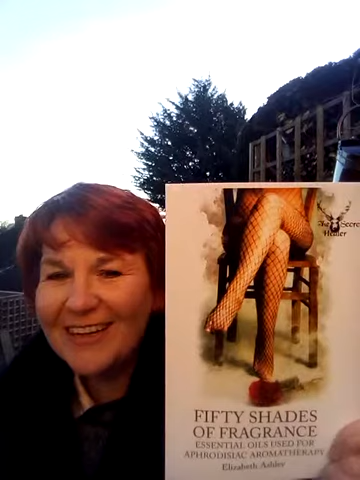 The Secret
Healer
FIFTY SHADES
OF FRAGRANCE
ESSENTIAL OILS USED FOR
APHRODISIAC AROMATHERAPY
Elizabeth Ashley